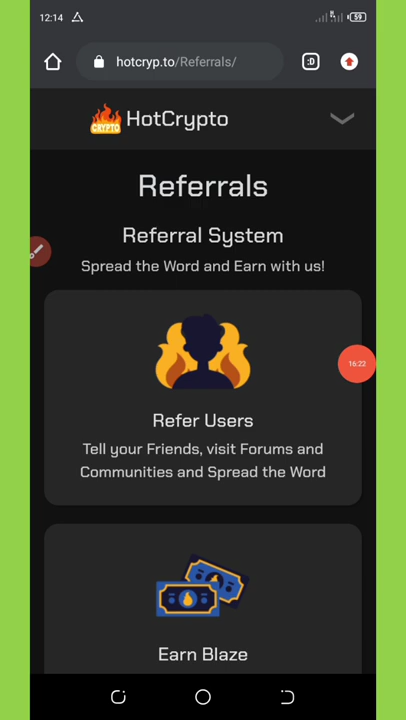 12:14
59
hotcryp.to/Referrals/
:D
CRYPTO
HotCrypto
Referrals
Referral System
Spread the Word and Earn with us!
16:22
Refer Users
Tell your Friends, visit Forums and
Communities and Spread the Word
Earn Blaze